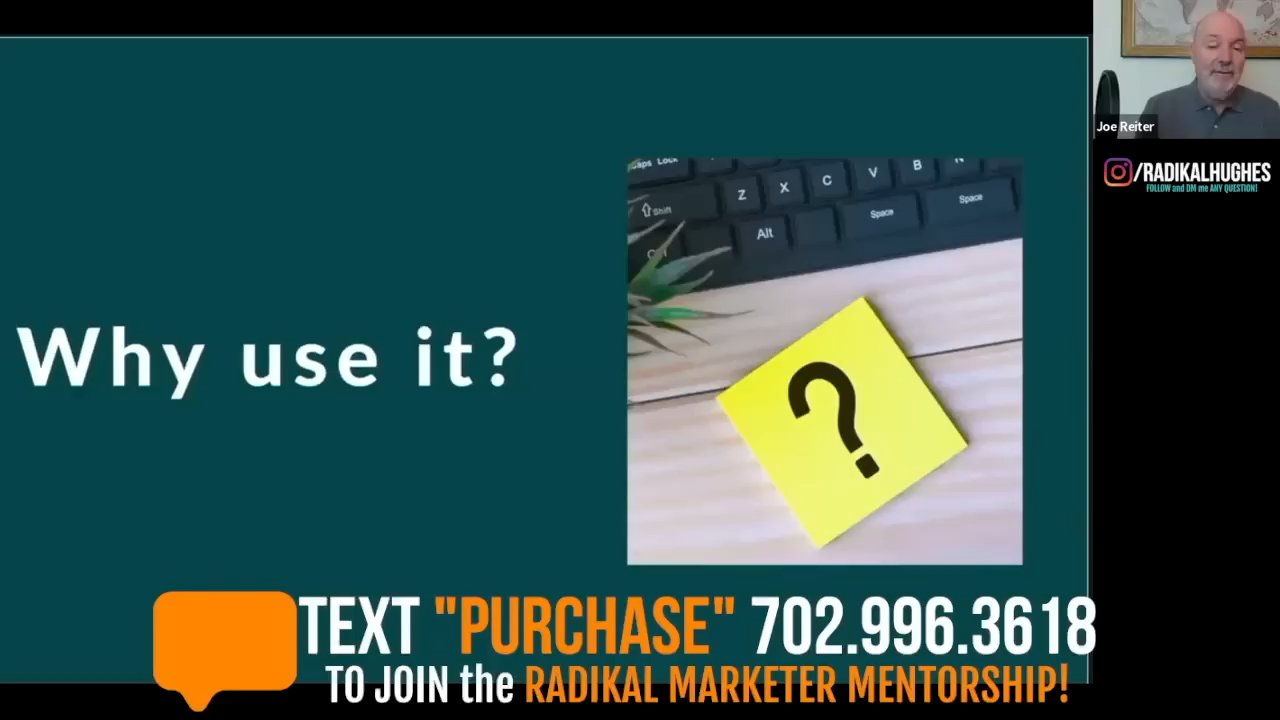 Joe Reiter
/RADIKALHUGHES
FOLLOW and DM me ANY QUESTION!
Caps Lock
Z X C V B N
Shift
Alt Space Space
Ctrl
Why use it?
?
TEXT "PURCHASE" 702.996.3618
TO JOIN the RADIKAL MARKETER MENTORSHIP!